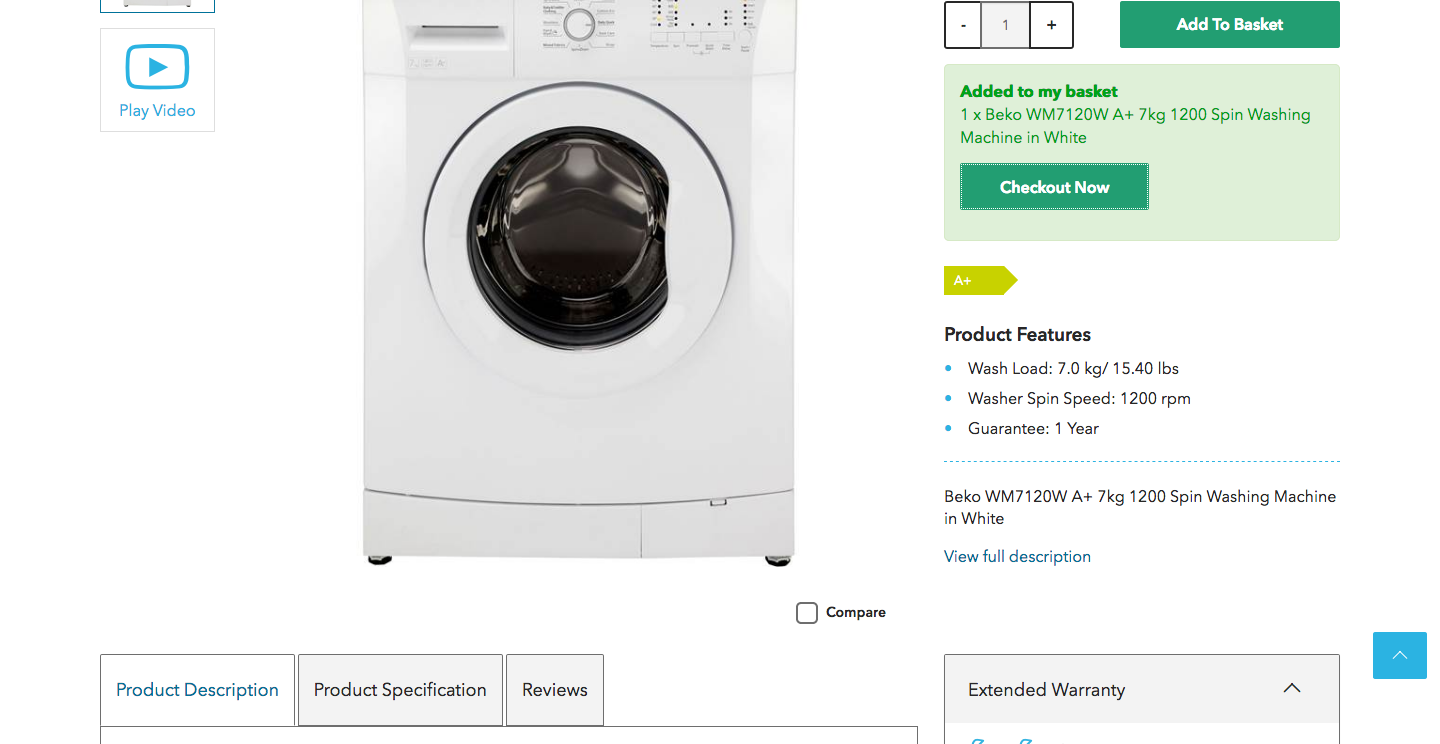 - 1 +
Add To Basket
Play Video
Added to my basket
1 x Beko WM7120W A+ 7kg 1200 Spin Washing
Machine in White
Checkout Now
A+
Product Features
Wash Load: 7.0 kg/ 15.40 lbs
Washer Spin Speed: 1200 rpm
Guarantee: 1 Year
Beko WM7120W A+ 7kg 1200 Spin Washing Machine
in White
View full description
Compare
Product Description
Product Specification
Reviews
Extended Warranty